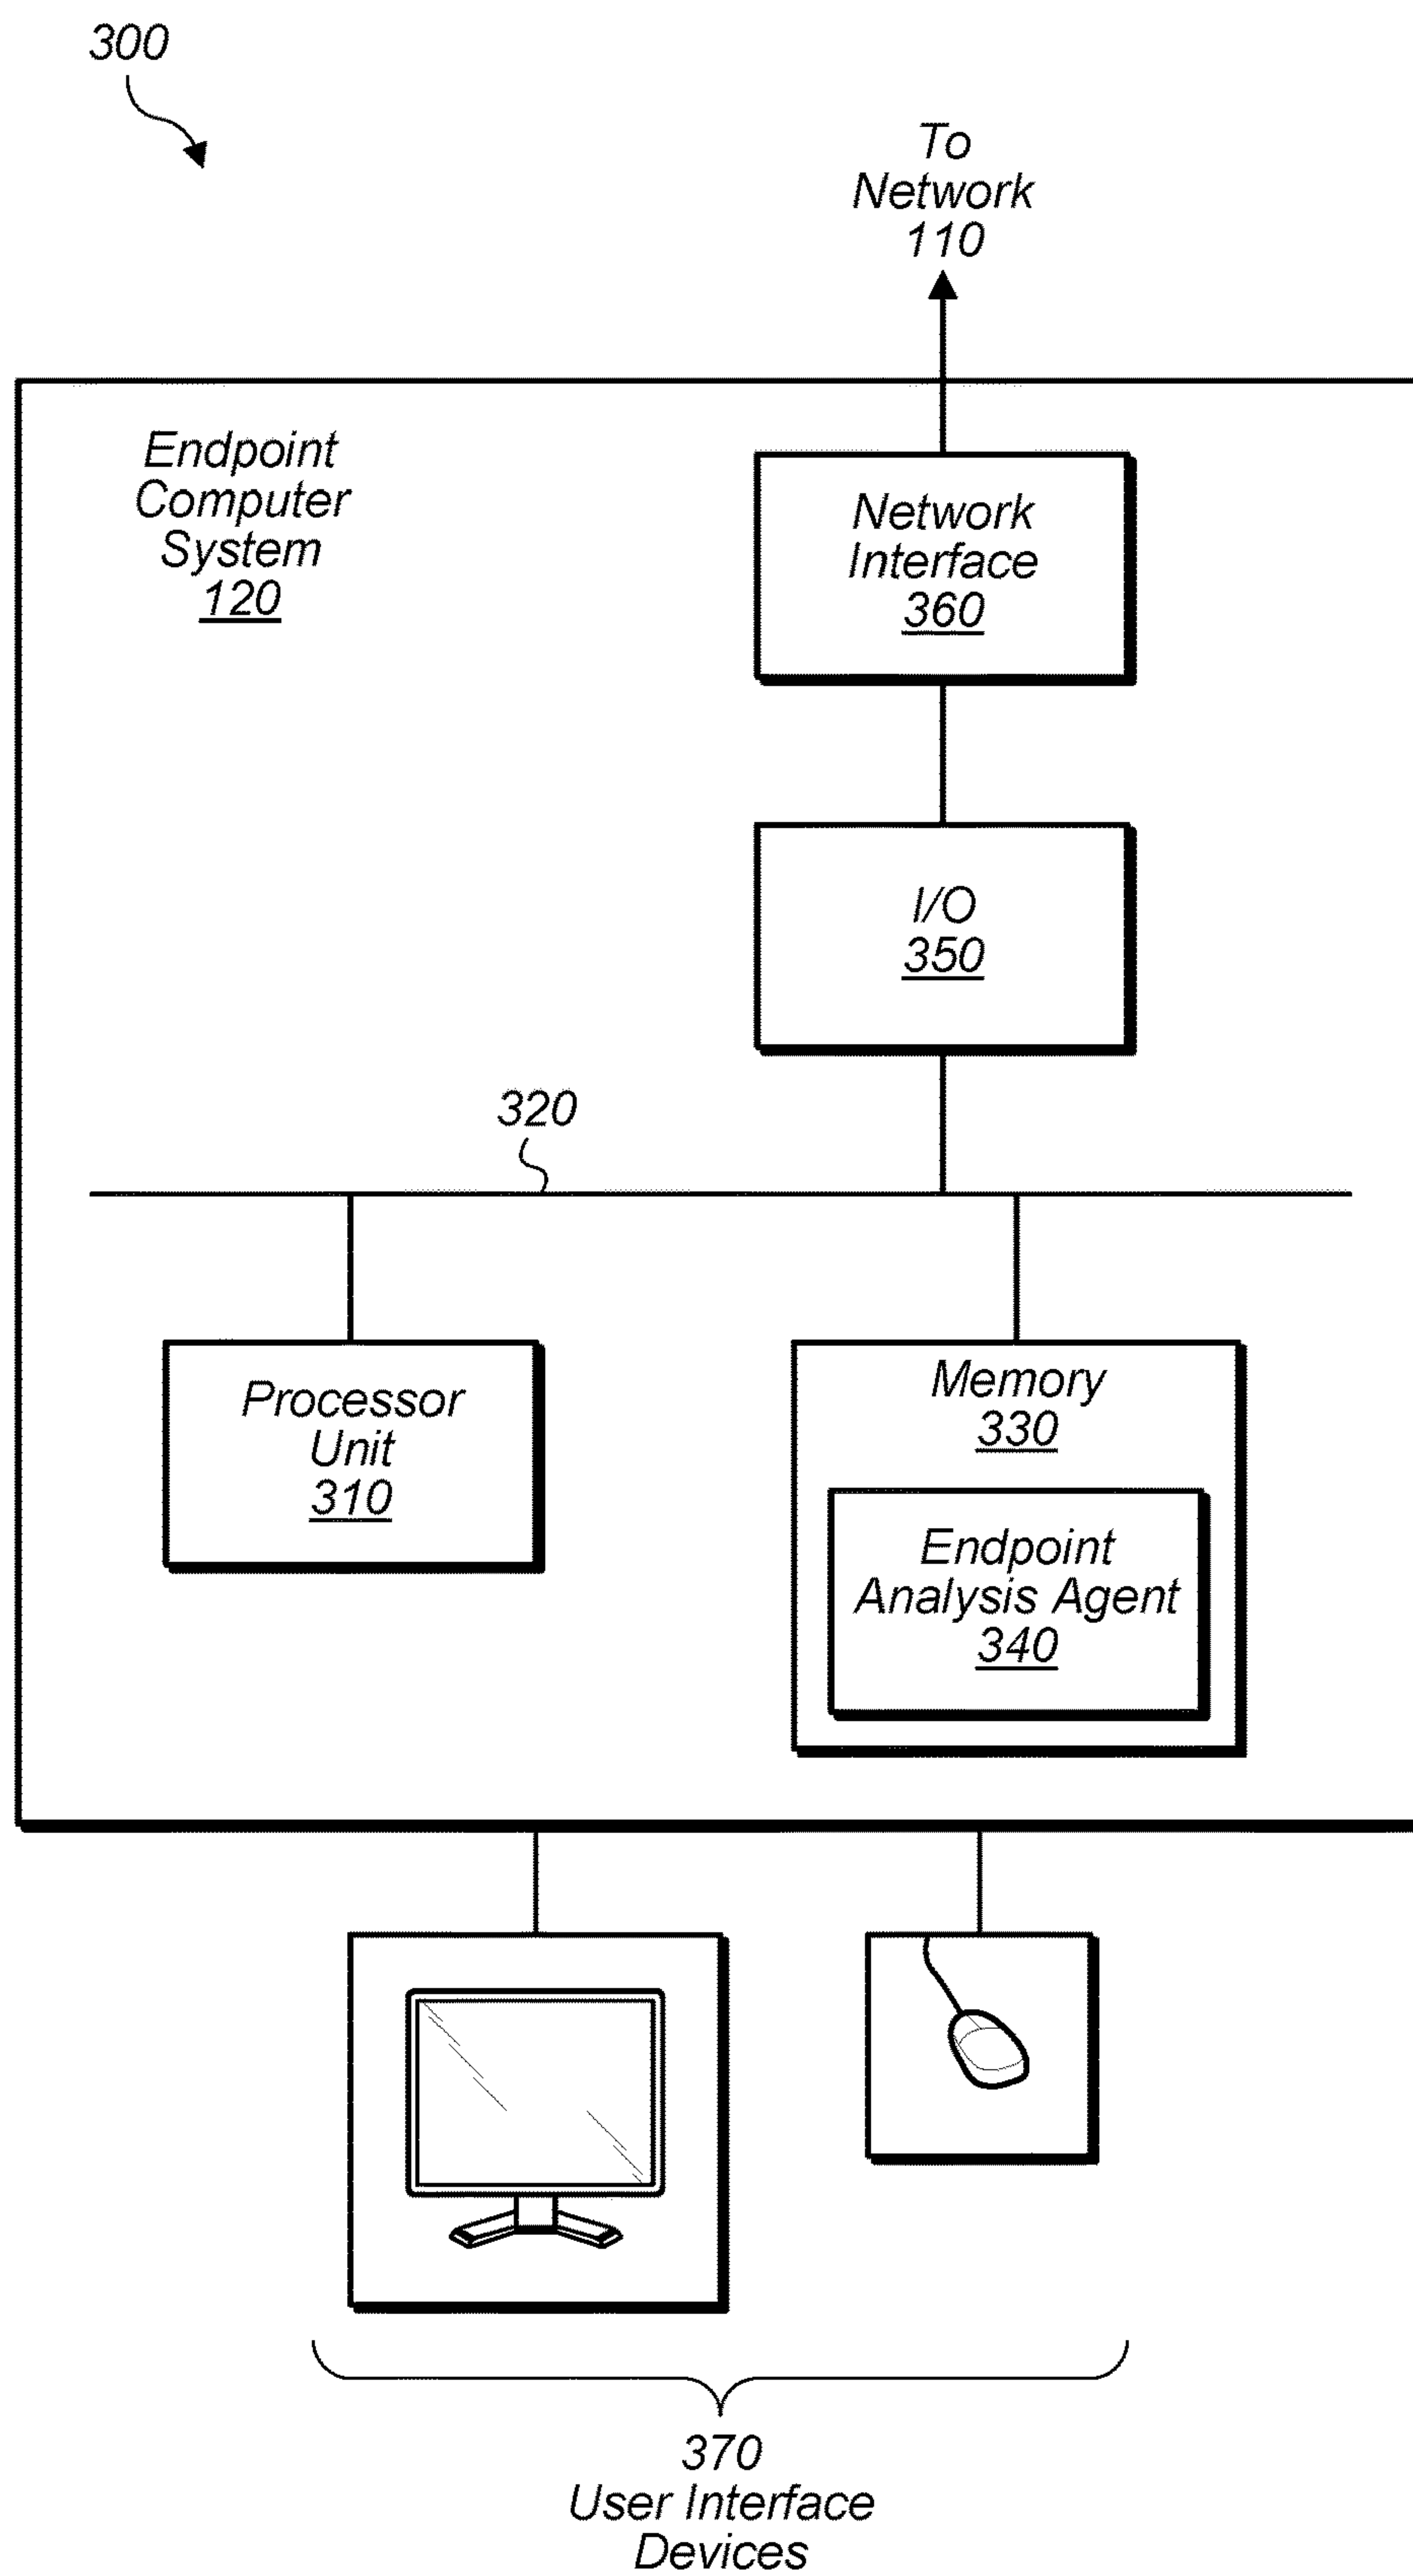 300
To
Network
110
Endpoint
Computer
System
120
Network
Interface
360
I/O
350
320
Processor
Unit
310
Memory
330
Endpoint
Analysis Agent
340
370
User Interface
Devices